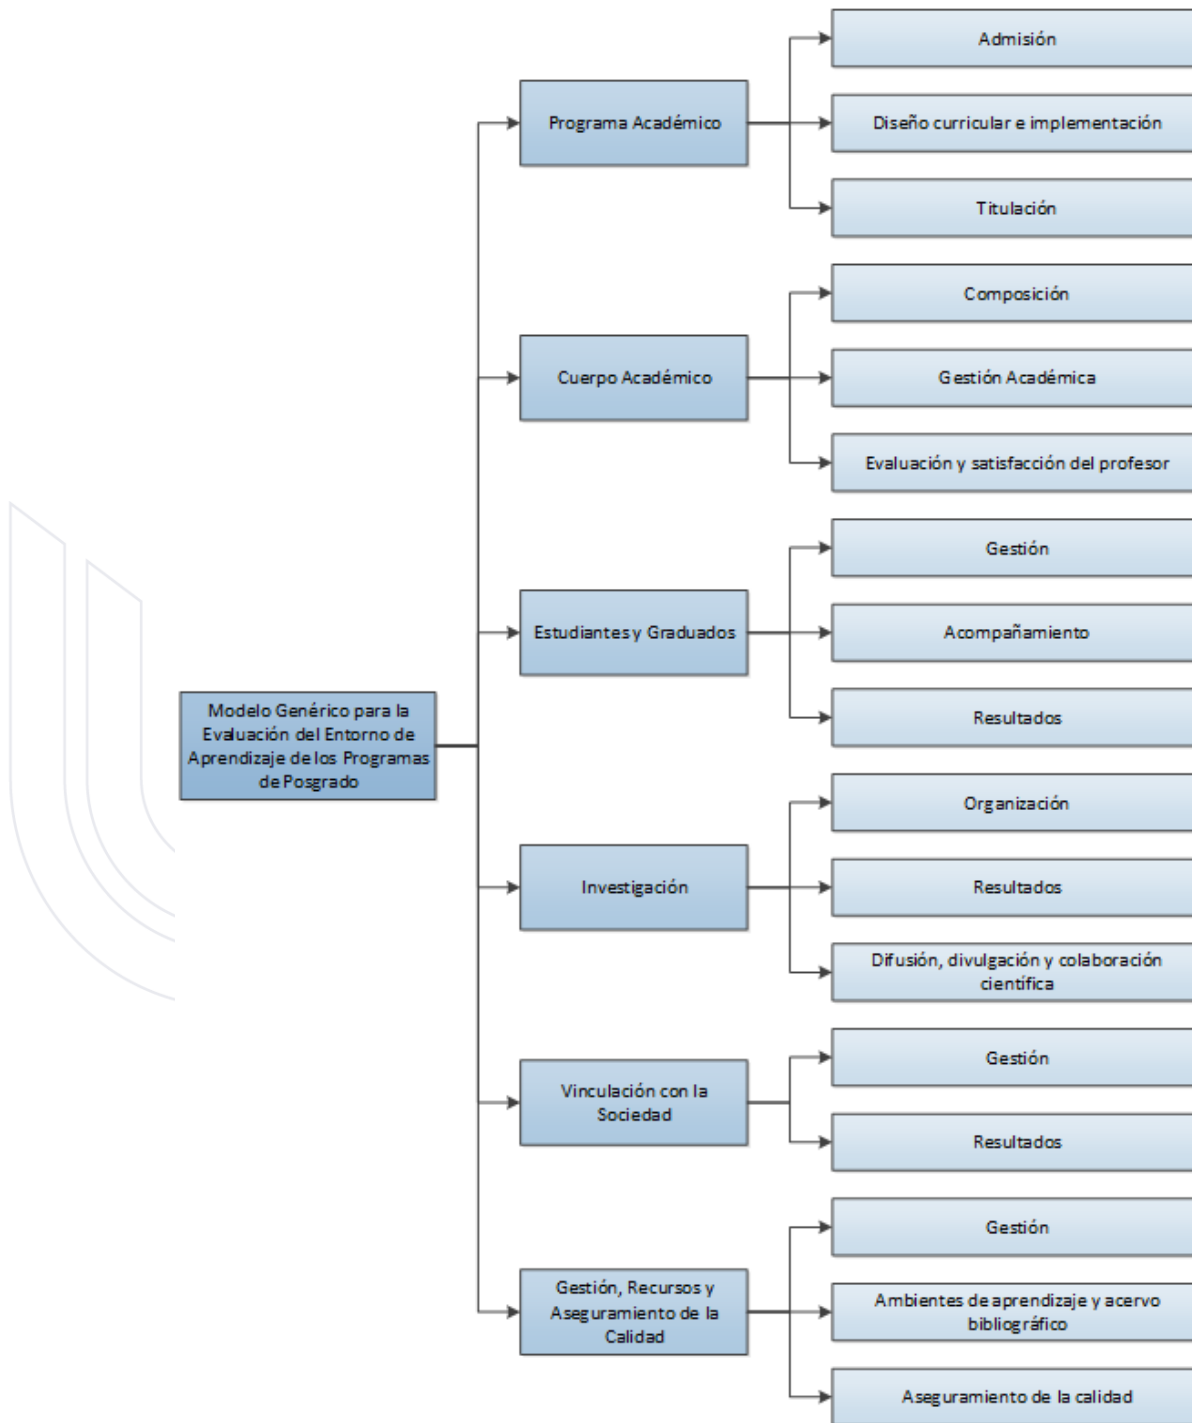 Admisión
Programa Académico
Diseño curricular e implementación
Titulación
Composición
Cuerpo Académico
Gestión Académica
Evaluación y satisfacción del profesor
Gestión
Estudiantes y Graduados
Acompañamiento
Resultados
Modelo Genérico para la
Evaluación del Entorno de
Aprendizaje de los Programas
de Posgrado
Organización
Investigación
Resultados
Difusión, divulgación y colaboración
científica
Gestión
Vinculación con la
Sociedad
Resultados
Gestión
Gestión, Recursos y
Aseguramiento de la
Calidad
Ambientes de aprendizaje y acervo
bibliográfico
Aseguramiento de la calidad